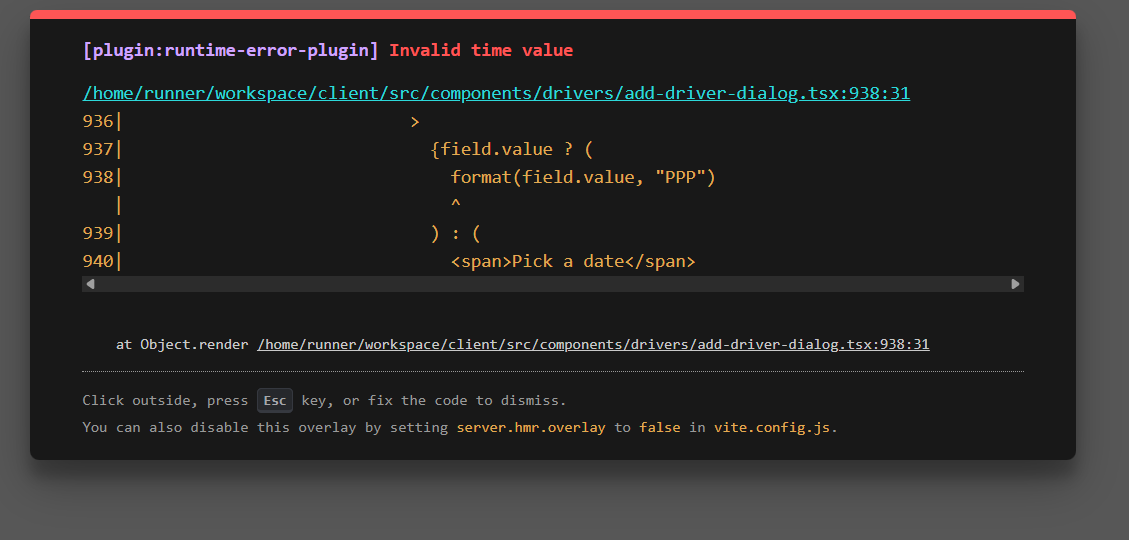 [plugin:runtime-error-plugin] Invalid time value
/home/runner/workspace/client/src/components/drivers/add-driver-dialog.tsx:938:31
936|                            >
937|                              {field.value ? (
938|                                format(field.value, "PPP")
   |                                ^
939|                              ) : (
940|                                <span>Pick a date</span>
at Object.render /home/runner/workspace/client/src/components/drivers/add-driver-dialog.tsx:938:31
Click outside, press Esc key, or fix the code to dismiss.
You can also disable this overlay by setting server.hmr.overlay to false in vite.config.js.